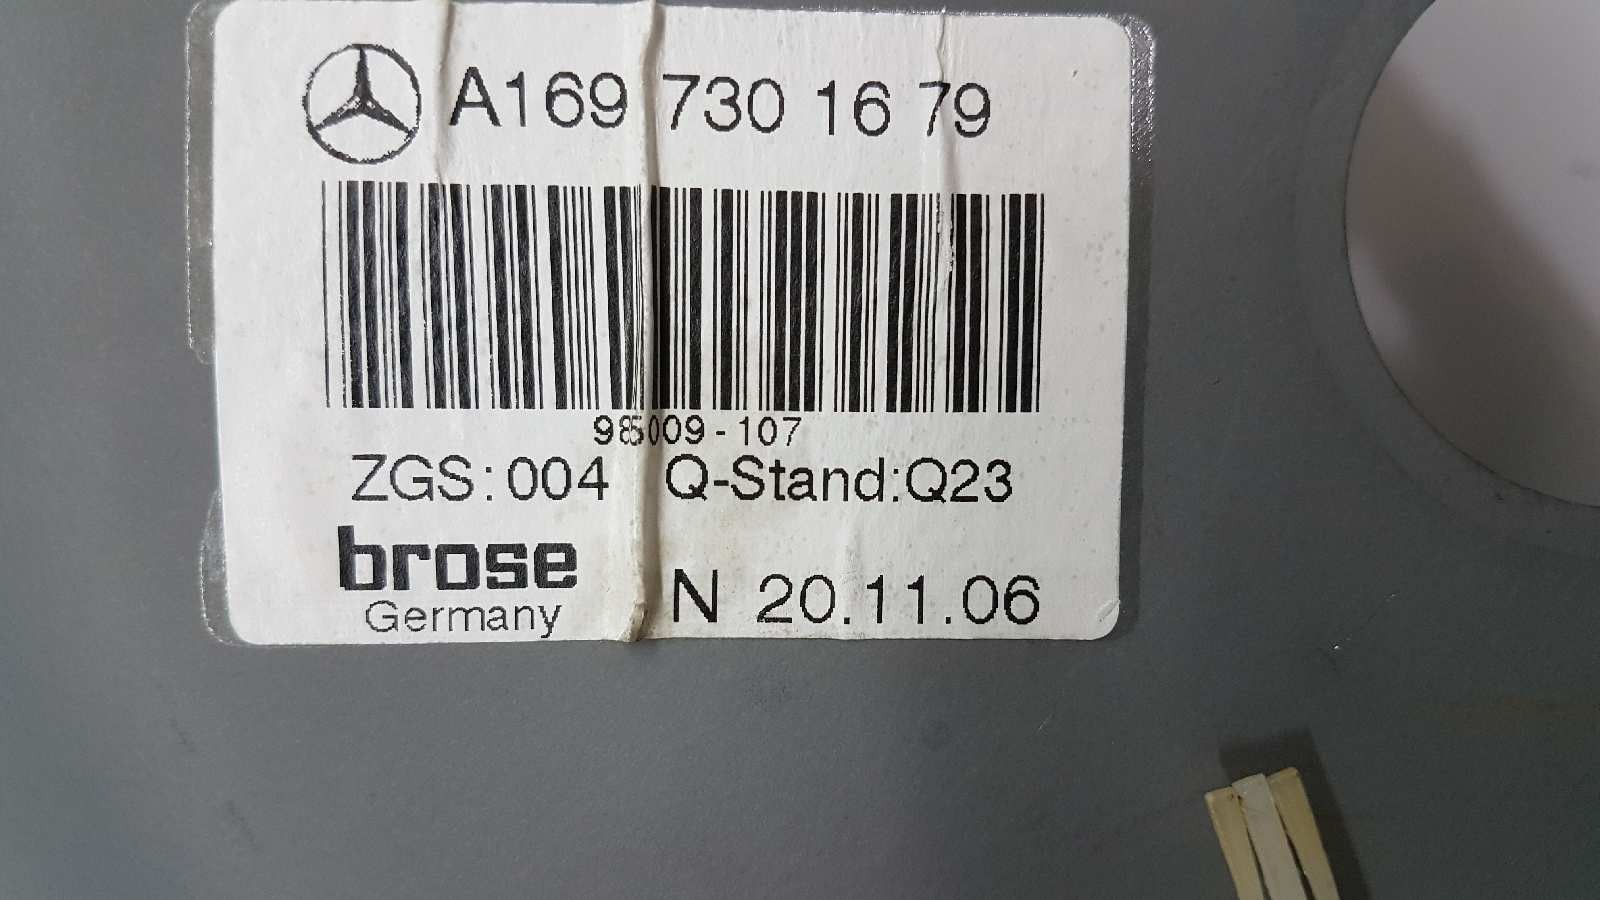 A169 730 16 79
985009-107
ZGS:004 Q-Stand:Q23
brose
Germany N 20.11.06